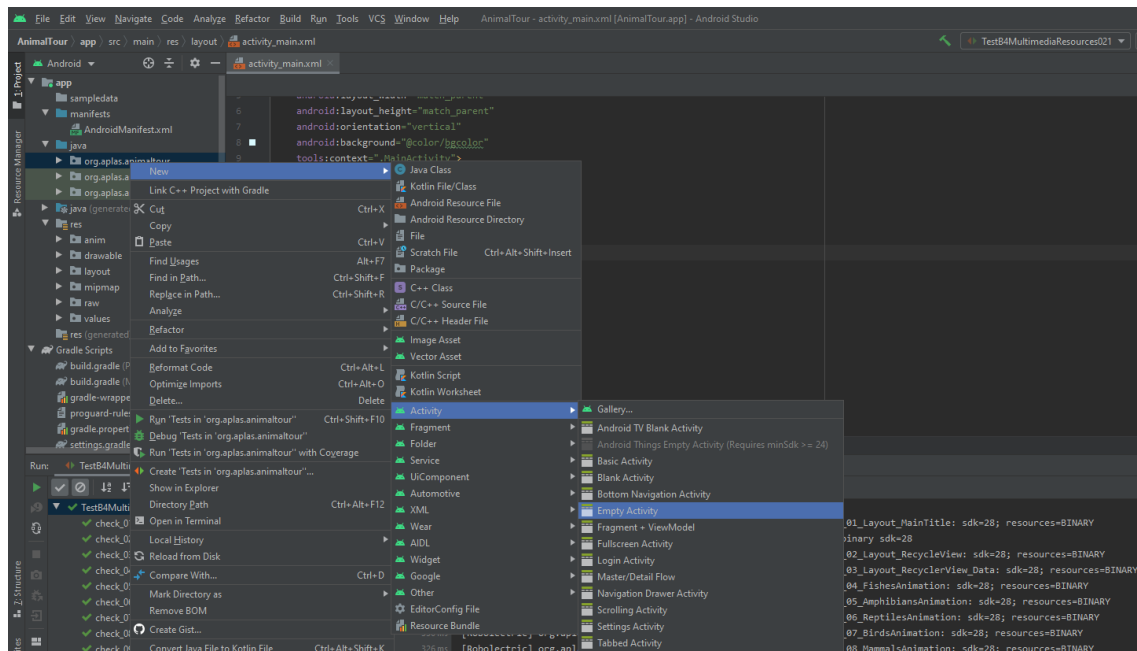 File Edit View Navigate Code Analyze Refactor Build Run Tools VCS Window Help AnimalTour - activity_main.xml [AnimalTour.app] - Android Studio
AnimalTour app src main res layout activity_main.xml
TestB4MultimediaResources021
1: Project
Resource Manager
Z: Structure
Android
app
sampledata
manifests
AndroidManifest.xml
java
org.aplas.animaltour
org.aplas.a
org.aplas.a
java (generate
res
anim
drawable
layout
mipmap
raw
values
res (generated
Gradle Scripts
build.gradle (P
build.gradle (M
gradle-wrappe
proguard-rule
gradle.propert
settings.gradle
activity_main.xml
6 android:layout_height="match_parent"
7 android:orientation="vertical"
8 android:background="@color/bgcolor"
9 tools:context=".MainActivity">
New
Link C++ Project with Gradle
Cut Ctrl+X
Copy
Paste Ctrl+V
Find Usages Alt+F7
Find in Path... Ctrl+Shift+F
Replace in Path... Ctrl+Shift+R
Analyze
Refactor
Add to Favorites
Reformat Code Ctrl+Alt+L
Optimize Imports Ctrl+Alt+O
Delete... Delete
Run 'Tests in 'org.aplas.animaltour'' Ctrl+Shift+F10
Debug 'Tests in 'org.aplas.animaltour''
Run 'Tests in 'org.aplas.animaltour'' with Coverage
Create 'Tests in 'org.aplas.animaltour''...
Show in Explorer
Directory Path Ctrl+Alt+F12
Open in Terminal
Local History
Reload from Disk
Compare With... Ctrl+D
Mark Directory as
Remove BOM
Create Gist...
Convert Java File to Kotlin File Ctrl+Alt+Shift+K
Java Class
Kotlin File/Class
Android Resource File
Android Resource Directory
File
Scratch File Ctrl+Alt+Shift+Insert
Package
C++ Class
C/C++ Source File
C/C++ Header File
Image Asset
Vector Asset
Kotlin Script
Kotlin Worksheet
Activity
Fragment
Folder
Service
UiComponent
Automotive
XML
Wear
AIDL
Widget
Google
Other
EditorConfig File
Resource Bundle
Gallery...
Android TV Blank Activity
Android Things Empty Activity (Requires minSdk >= 24)
Basic Activity
Blank Activity
Bottom Navigation Activity
Empty Activity
Fragment + ViewModel
Fullscreen Activity
Login Activity
Master/Detail Flow
Navigation Drawer Activity
Scrolling Activity
Settings Activity
Tabbed Activity
Run: TestB4Multi
TestB4Multi
check_0
check_0
check_0
check_0
check_0
check_0
check_0
check_0
check_0
_01_Layout_MainTitle: sdk=28; resources=BINARY
inary sdk=28
_02_Layout_RecycleView: sdk=28; resources=BINARY
_03_Layout_RecyclerView_Data: sdk=28; resources=BINARY
_04_FishesAnimation: sdk=28; resources=BINARY
_05_AmphibiansAnimation: sdk=28; resources=BINARY
_06_ReptilesAnimation: sdk=28; resources=BINARY
_07_BirdsAnimation: sdk=28; resources=BINARY
_08_MammalsAnimation: sdk=28; resources=BINARY
326 ms [Robolectric] org.apl